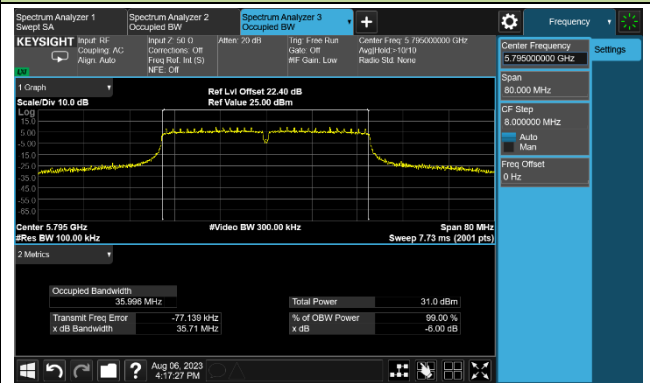 Spectrum Analyzer 1
Swept SA
Spectrum Analyzer 2
Occupied BW
Spectrum Analyzer 3
Occupied BW
Frequency
KEYSIGHT
Input: RF
Coupling: AC
Align: Auto
Input Z: 50 Ω
Corrections: Off
Freq Ref: Int (S)
NFE: Off
Atten: 20 dB
Trig: Free Run
Gate: Off
#IF Gain: Low
Center Freq: 5.795000000 GHz
Avg|Hold:>10/10
Radio Std: None
Center Frequency
5.795000000 GHz
Settings
Span
80.000 MHz
CF Step
8.000000 MHz
Auto
Man
Freq Offset
0 Hz
1 Graph
Scale/Div 10.0 dB
Ref Lvl Offset 22.40 dB
Ref Value 25.00 dBm
Log
15.0
5.00
-5.00
-15.0
-25.0
-35.0
-45.0
-55.0
-65.0
Center 5.795 GHz
#Res BW 100.00 kHz
#Video BW 300.00 kHz
Span 80 MHz
Sweep 7.73 ms (2001 pts)
2 Metrics
Occupied Bandwidth
35.996 MHz
Total Power 31.0 dBm
Transmit Freq Error -77.139 kHz
% of OBW Power 99.00 %
x dB Bandwidth 35.71 MHz
x dB -6.00 dB
Aug 06, 2023
4:17:27 PM